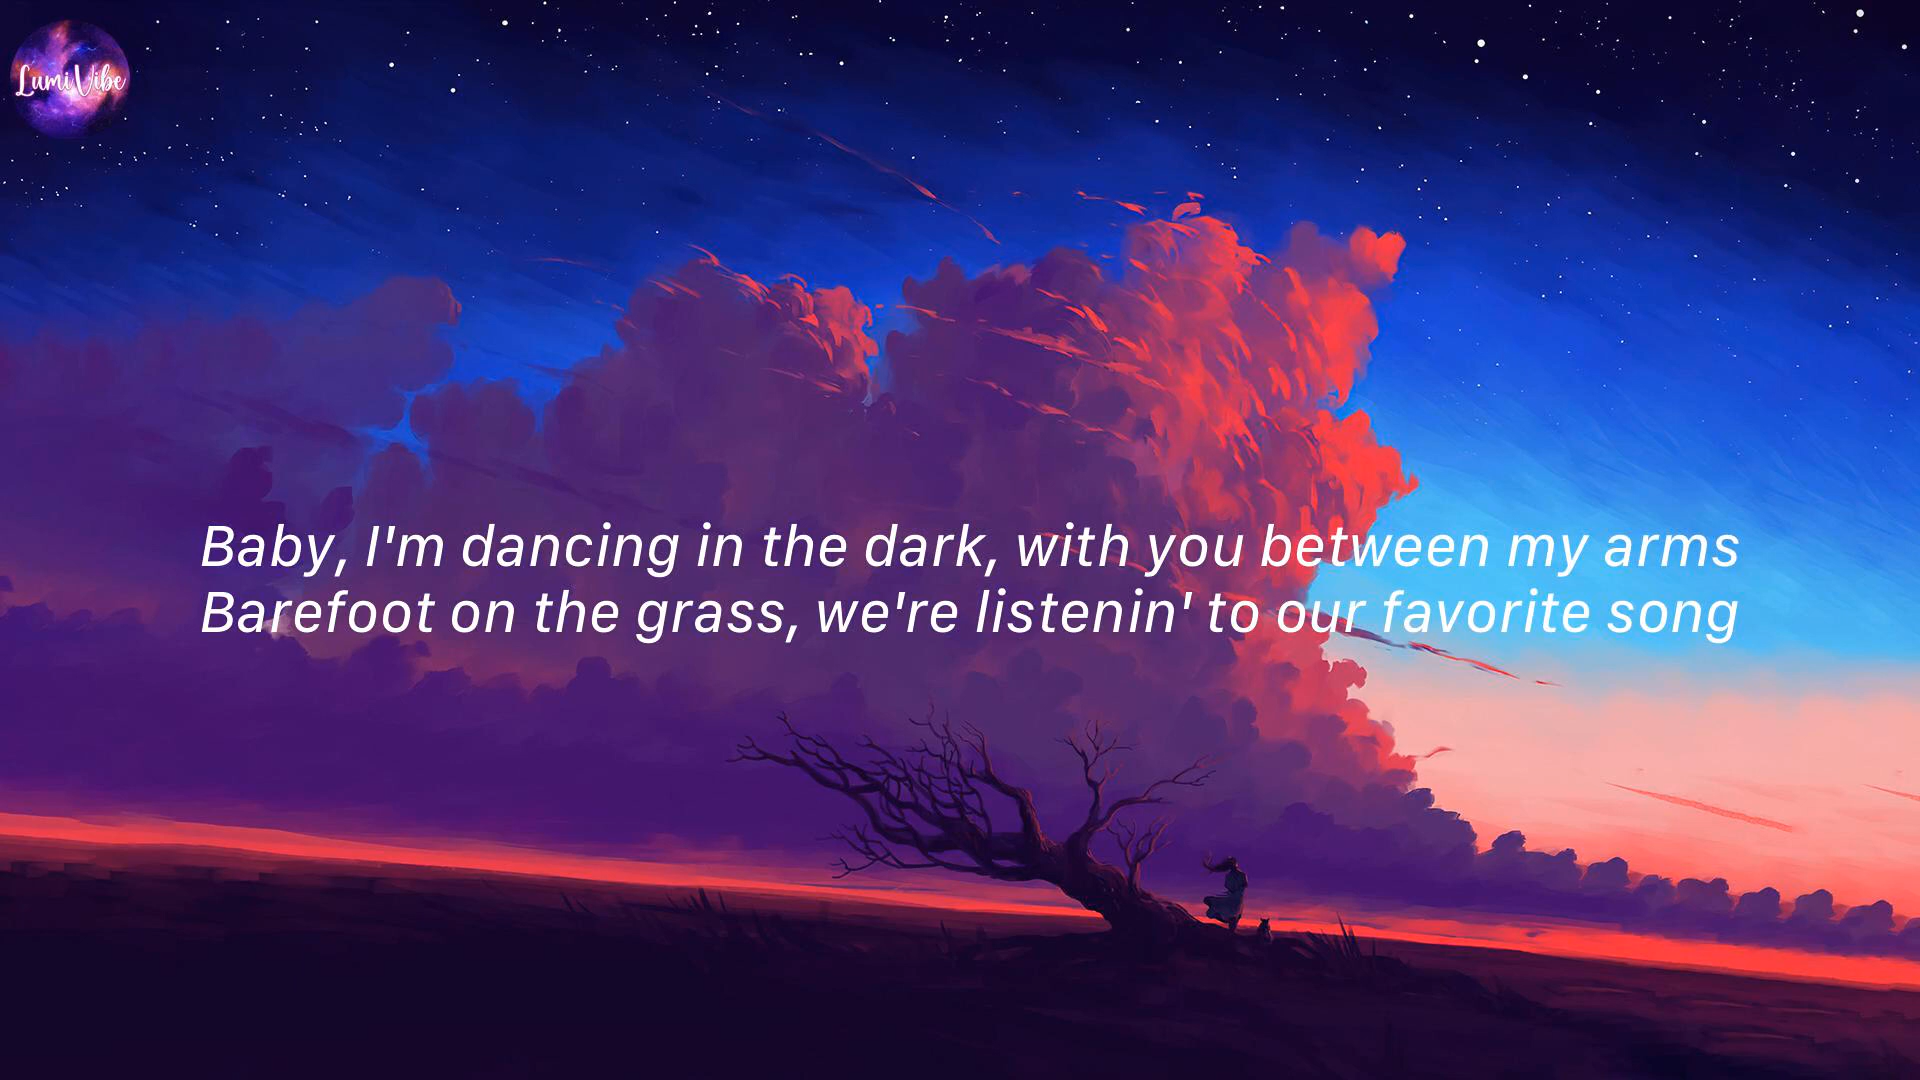 LumiVibe
Baby, I'm dancing in the dark, with you between my arms
Barefoot on the grass, we're listenin' to our favorite song